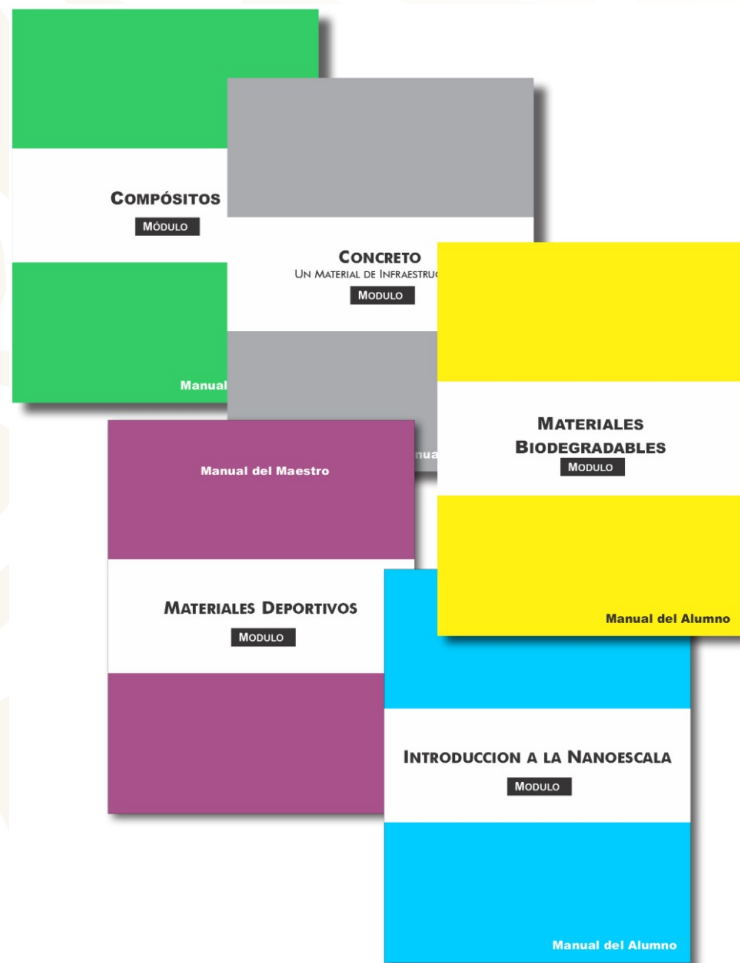 COMPÓSITOS
MÓDULO
Manual
CONCRETO
UN MATERIAL DE INFRAESTRUC
MODULO
MATERIALES
BIODEGRADABLES
MODULO
Manual del Alumno
Manual del Maestro
MATERIALES DEPORTIVOS
MODULO
INTRODUCCION A LA NANOESCALA
MODULO
Manual del Alumno